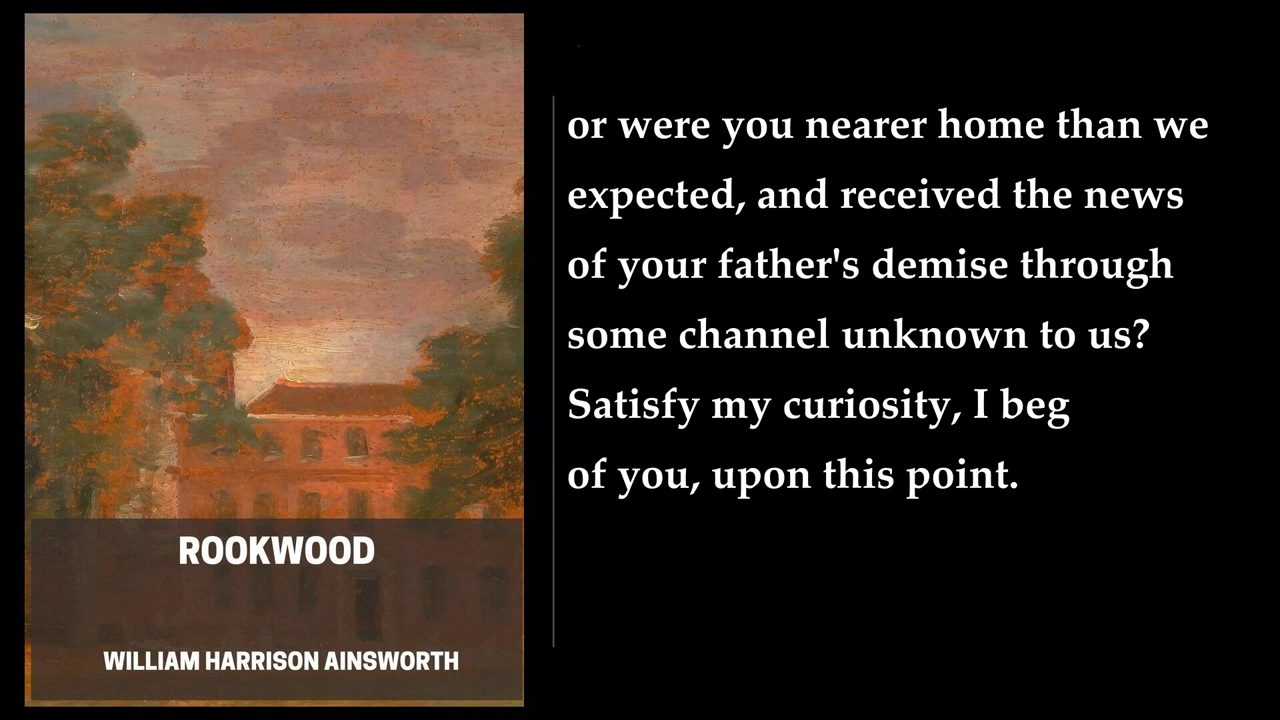 ROOKWOOD
WILLIAM HARRISON AINSWORTH
or were you nearer home than we
expected, and received the news
of your father's demise through
some channel unknown to us?
Satisfy my curiosity, I beg
of you, upon this point.